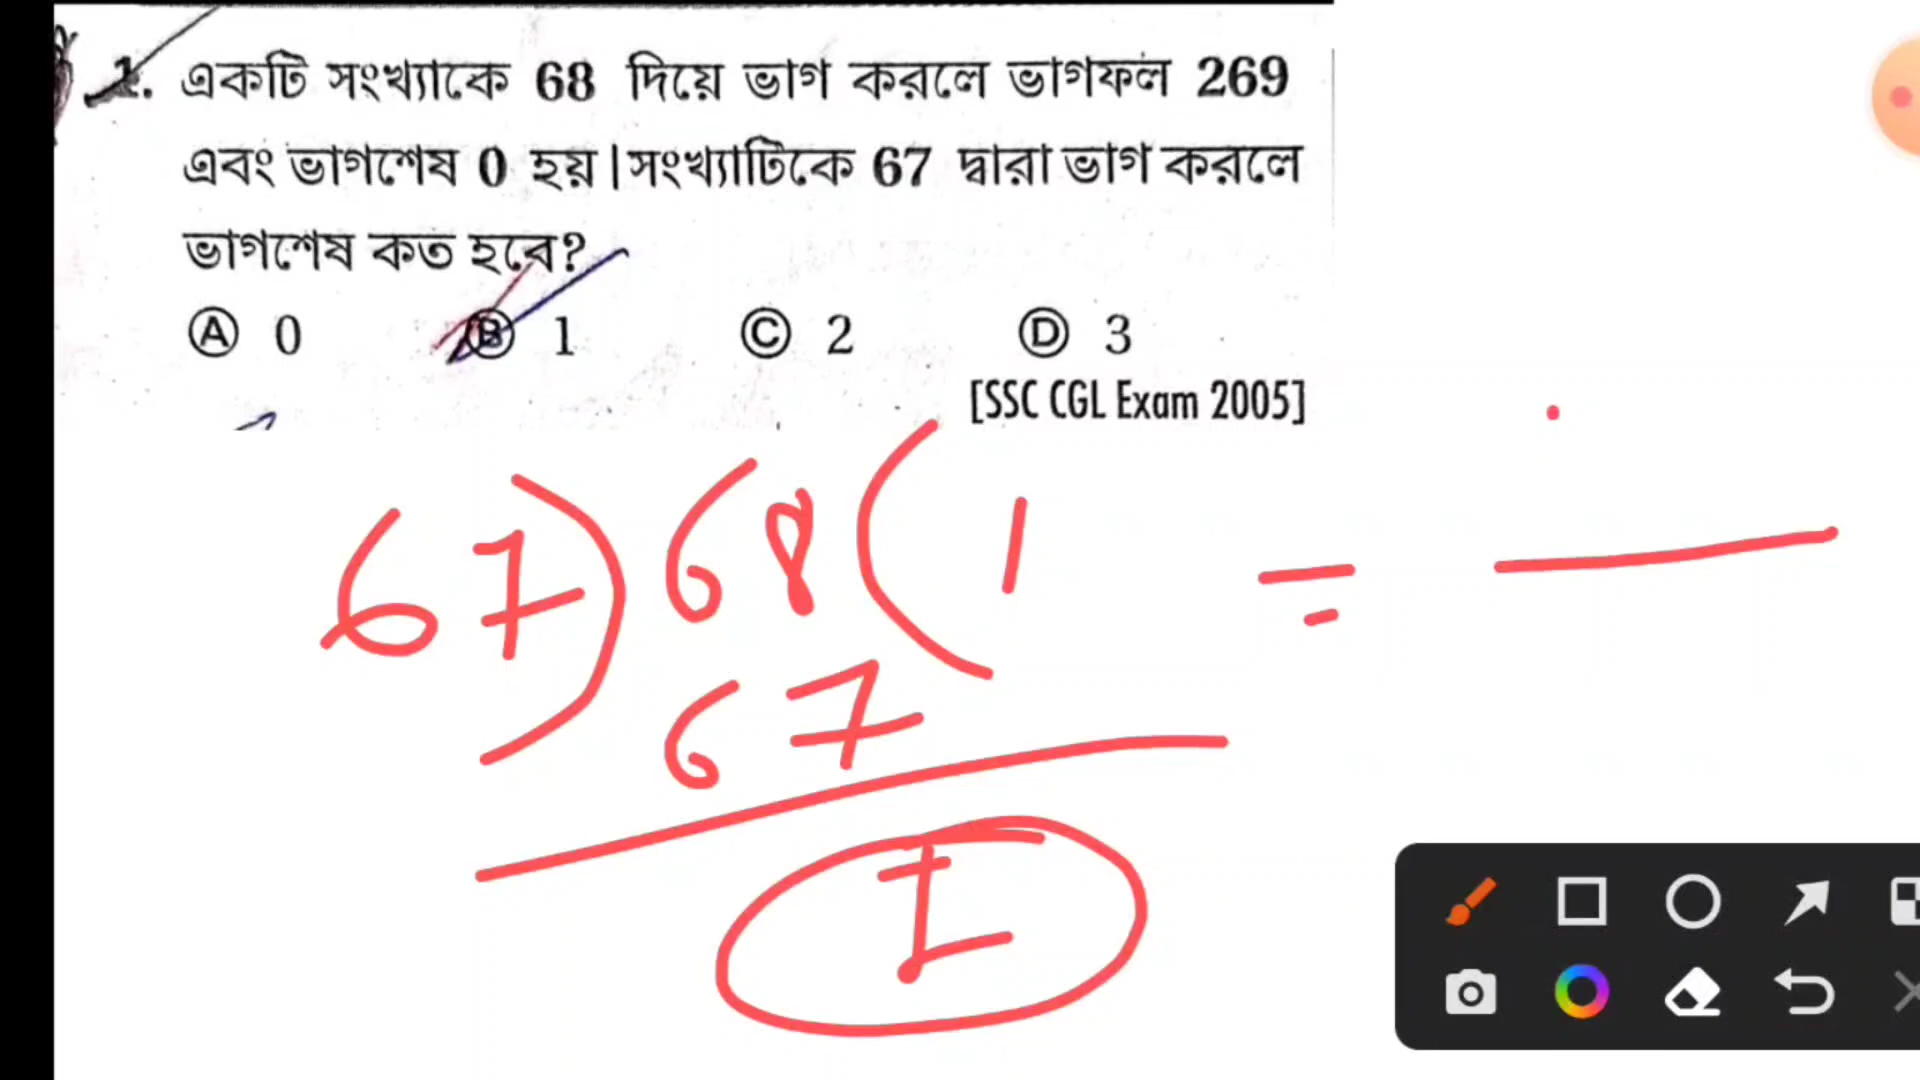 1. একটি সংখ্যাকে 68 দিয়ে ভাগ করলে ভাগফল 269
এবং ভাগশেষ 0 হয়।সংখ্যাটিকে 67 দ্বারা ভাগ করলে
ভাগশেষ কত হবে?
Ⓐ 0 Ⓑ 1 Ⓒ 2 Ⓓ 3
[SSC CGL Exam 2005]
67)68(1 =
67
1